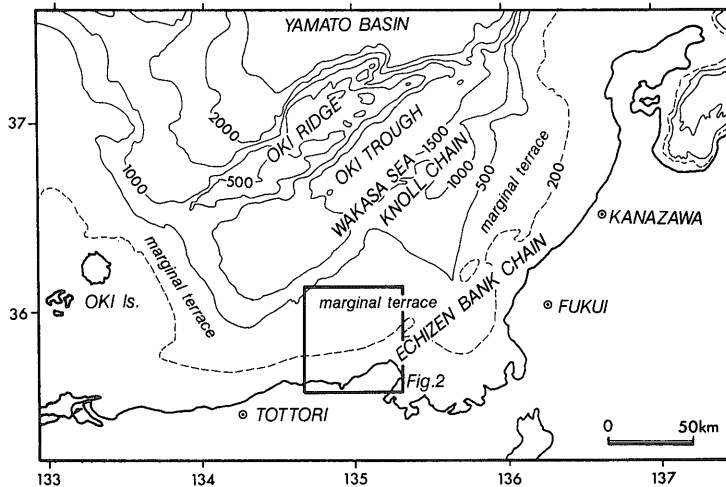 YAMATO BASIN
37
2000
OKI RIDGE
OKI TROUGH
1000
500
WAKASA SEA
KNOLL CHAIN
1500
1000
500
marginal terrace
200
KANAZAWA
marginal terrace
OKI Is.
36
marginal terrace
ECHIZEN BANK CHAIN
FUKUI
Fig.2
TOTTORI
0 50km
133 134 135 136 137